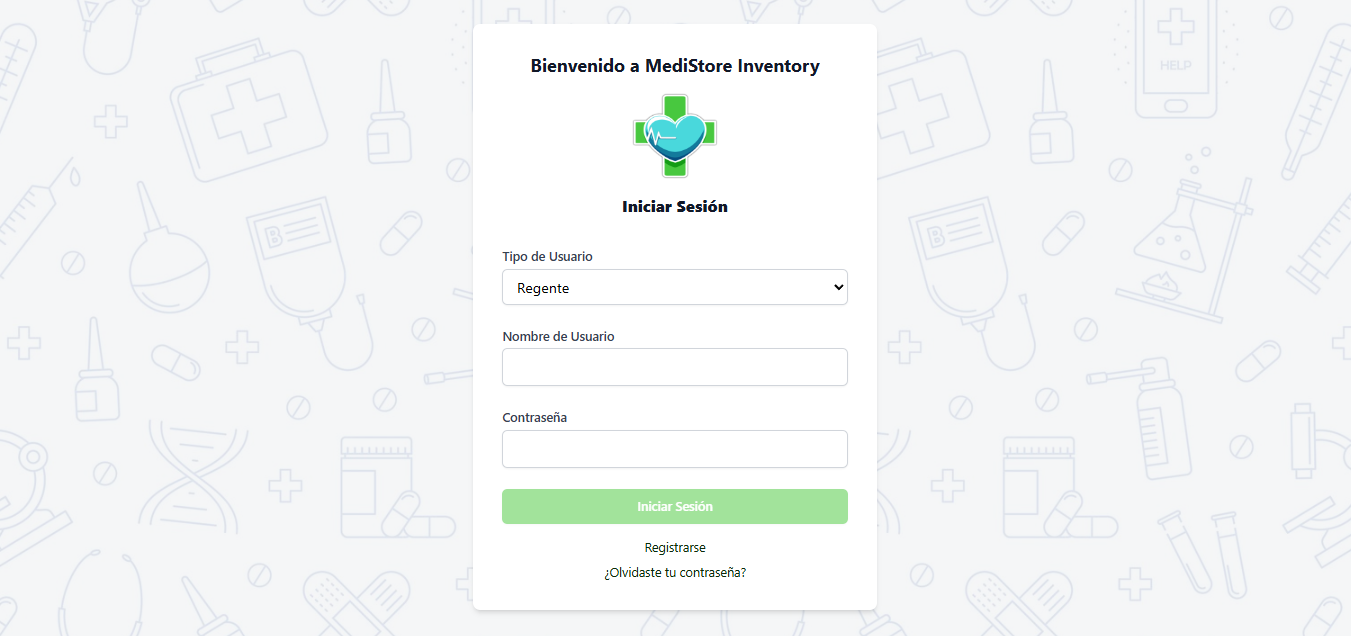 HELP
Bienvenido a MediStore Inventory
Iniciar Sesión
B
B
Tipo de Usuario
Regente
Nombre de Usuario
Contraseña
Iniciar Sesión
Registrarse
¿Olvidaste tu contraseña?